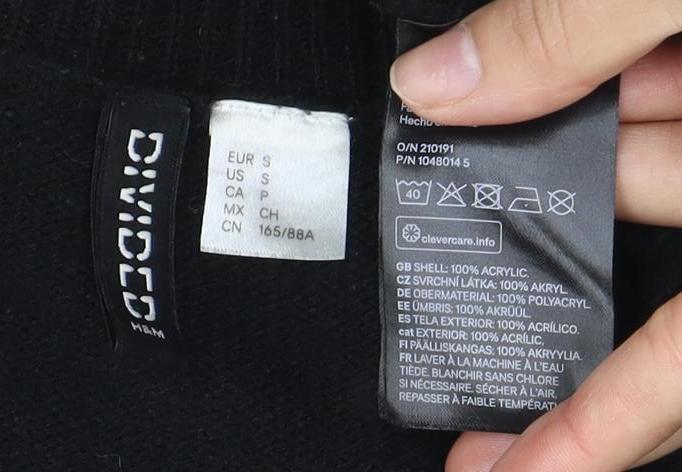 DIVIDED
H&M
EUR S
US S
CA P
MX CH
CN 165/88A
O/N 210191
P/N 1048014 5
40
clevercare.info
GB SHELL: 100% ACRYLIC.
CZ SVRCHNÍ LÁTKA: 100% AKRYL.
DE OBERMATERIAL: 100% POLYACRYL.
EE ÜMBRIS: 100% AKRÜÜL.
ES TELA EXTERIOR: 100% ACRÍLICO.
cat EXTERIOR: 100% ACRÍLIC.
FI PÄÄLLISKANGAS: 100% AKRYYLIA.
FR LAVER À LA MACHINE À L'EAU
TIÈDE. BLANCHIR SANS CHLORE
SI NÉCESSAIRE. SÉCHER À L'AIR.
REPASSER À FAIBLE